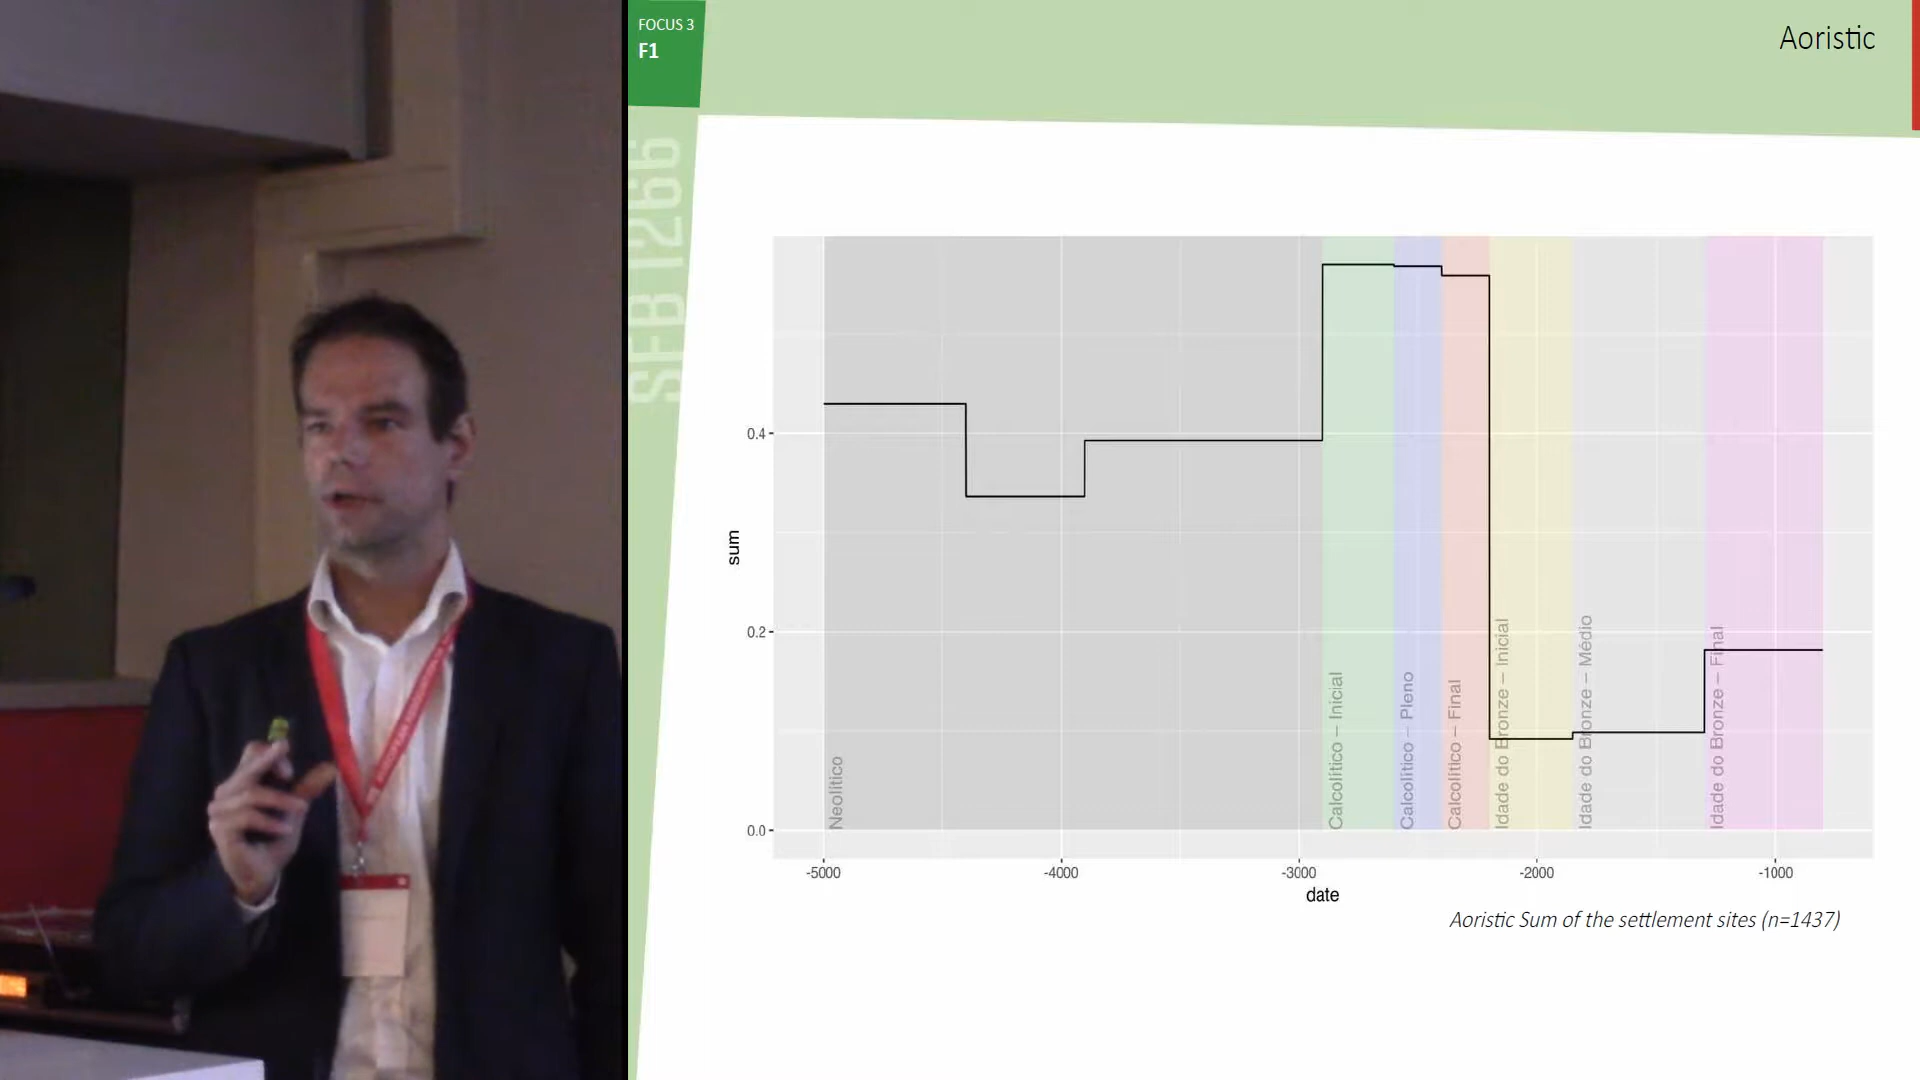 FOCUS 3
F1
Aoristic
SFB 1266
sum
0.4
0.2
0.0
Neolítico
Calcolítico – Inicial
Calcolítico – Pleno
Calcolítico – Final
Idade do Bronze – Inicial
Idade do Bronze – Médio
Idade do Bronze – Final
-5000
-4000
-3000
-2000
-1000
date
Aoristic Sum of the settlement sites (n=1437)